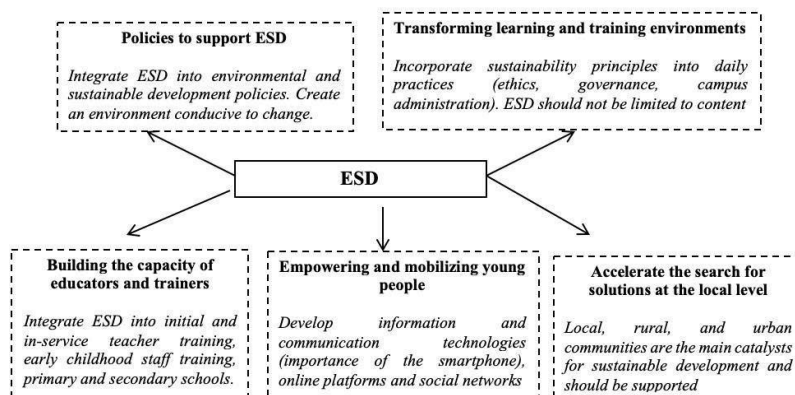 Policies to support ESD
Integrate ESD into environmental and
sustainable development policies. Create
an environment conducive to change.
Transforming learning and training environments
Incorporate sustainability principles into daily
practices (ethics, governance, campus
administration). ESD should not be limited to content
ESD
Building the capacity of
educators and trainers
Integrate ESD into initial and
in-service teacher training,
early childhood staff training,
primary and secondary schools.
Empowering and mobilizing young
people
Develop information and
communication technologies
(importance of the smartphone),
online platforms and social networks
Accelerate the search for
solutions at the local level
Local, rural, and urban
communities are the main catalysts
for sustainable development and
should be supported